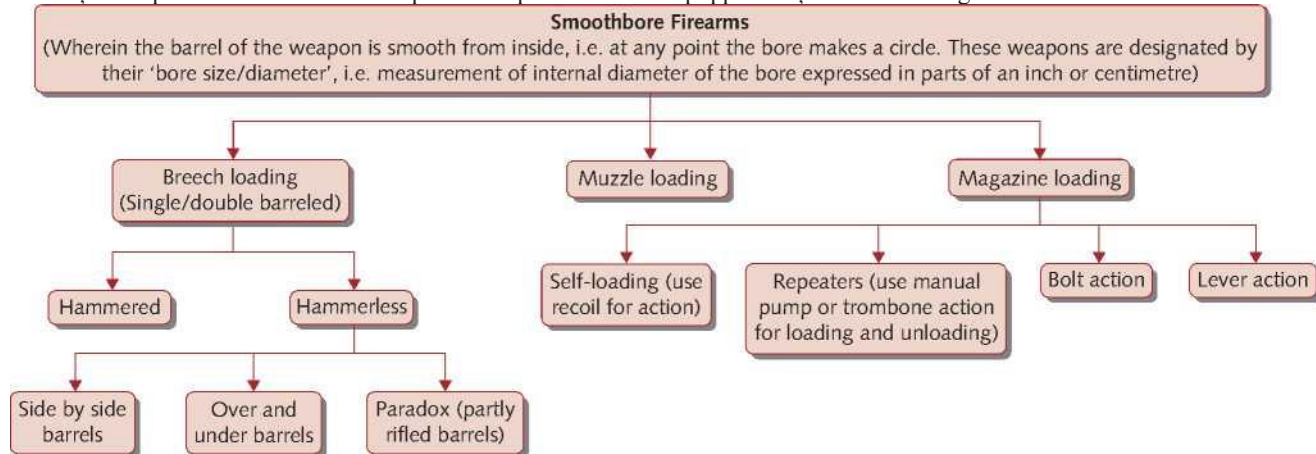 Smoothbore Firearms
(Wherein the barrel of the weapon is smooth from inside, i.e. at any point the bore makes a circle. These weapons are designated by
their ‘bore size/diameter’, i.e. measurement of internal diameter of the bore expressed in parts of an inch or centimetre)
Breech loading
(Single/double barreled)
Muzzle loading
Magazine loading
Hammered
Hammerless
Self-loading (use
recoil for action)
Repeaters (use manual
pump or trombone action
for loading and unloading)
Bolt action
Lever action
Side by side
barrels
Over and
under barrels
Paradox (partly
rifled barrels)